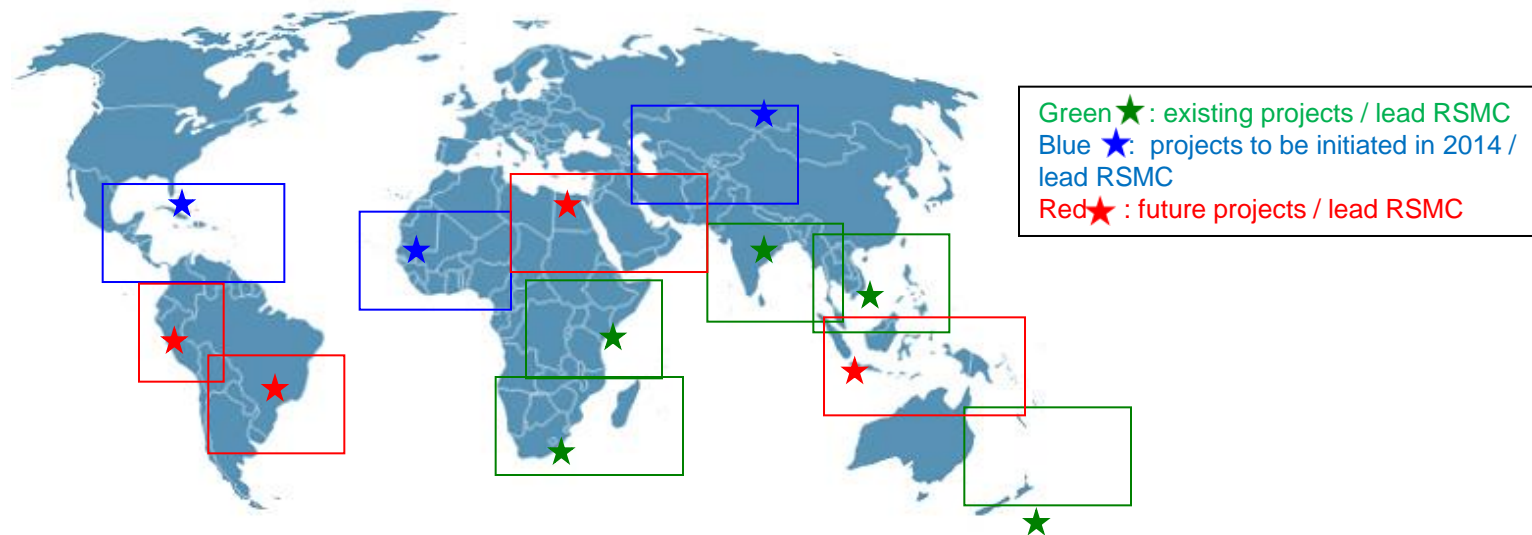 Green ★ : existing projects / lead RSMC
Blue ★: projects to be initiated in 2014 /
lead RSMC
Red★ : future projects / lead RSMC